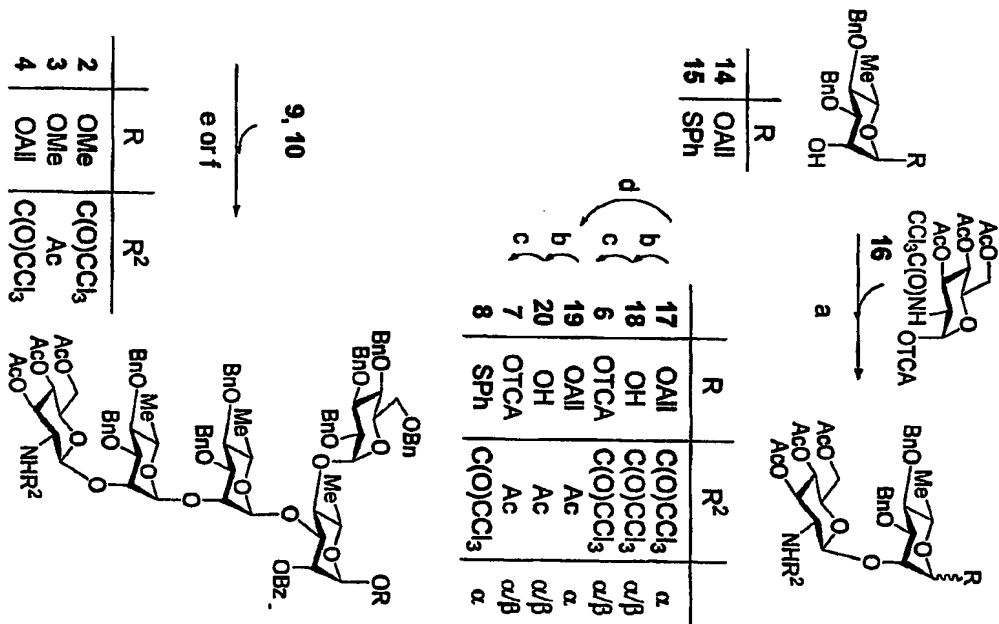 Me
BnO
BnO
O
R
OH
R
14 OAll
15 SPh
AcO
AcO
AcO
O
CCl₃C(O)NH
OTCA
16
a
Me
BnO
BnO
O
R
AcO
AcO
AcO
O
O
NHR²
R R²
17 OAll C(O)CCl₃ α
18 OH C(O)CCl₃ α/β
6 OTCA C(O)CCl₃ α/β
19 OAll Ac α
20 OH Ac α/β
7 OTCA Ac α/β
8 SPh C(O)CCl₃ α
b
c
b
c
d
9, 10
e or f
R R²
2 OMe C(O)CCl₃
3 OMe Ac
4 OAll C(O)CCl₃
OBn
BnO
BnO
BnO
O
O
Me
O
OR
OBz
O
Me
BnO
BnO
O
O
Me
BnO
BnO
O
O
AcO
AcO
AcO
O
NHR²